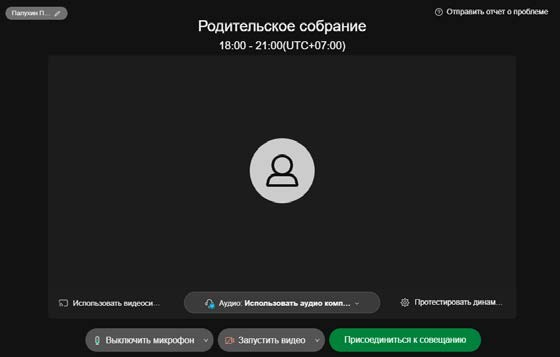 Папухин П...
Отправить отчет о проблеме
Родительское собрание
18:00 - 21:00(UTC+07:00)
Использовать видеоси...
Аудио: Использовать аудио комп...
Протестировать динам...
Выключить микрофон
Запустить видео
Присоединиться к совещанию